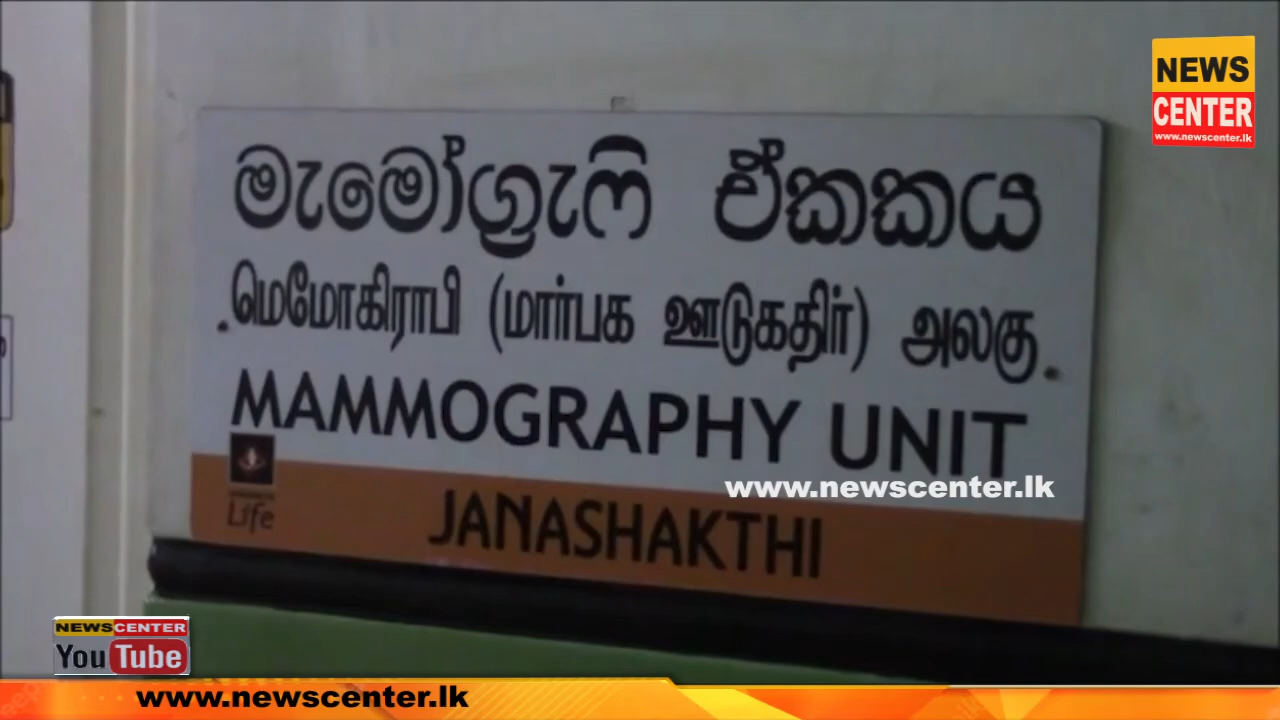 NEWS
CENTER
www.newscenter.lk
මැමෝග්‍රැෆි ඒකකය
மெமோகிராபி (மார்பக ஊடுகதிர்) அலகு
MAMMOGRAPHY UNIT
www.newscenter.lk
Life
JANASHAKTHI
NEWSCENTER
YouTube
www.newscenter.lk